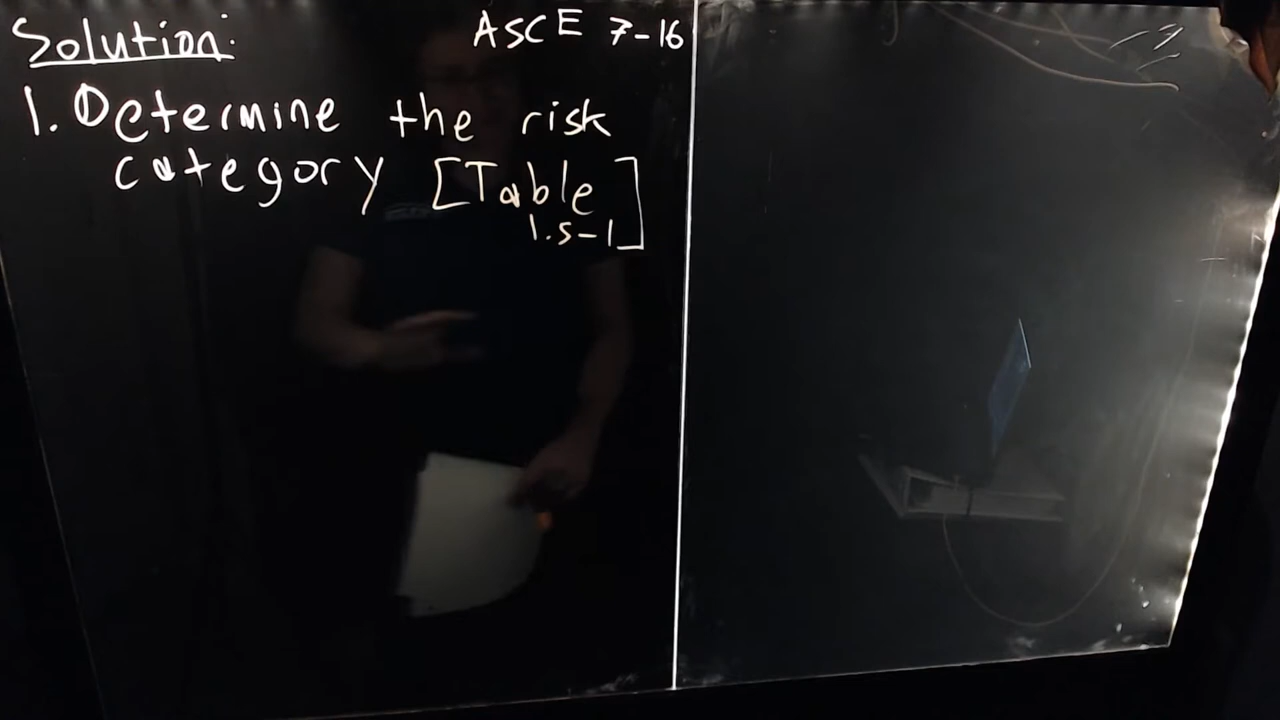 Solution:
ASCE 7-16
1. Determine the risk
category [Table
1.5-1]